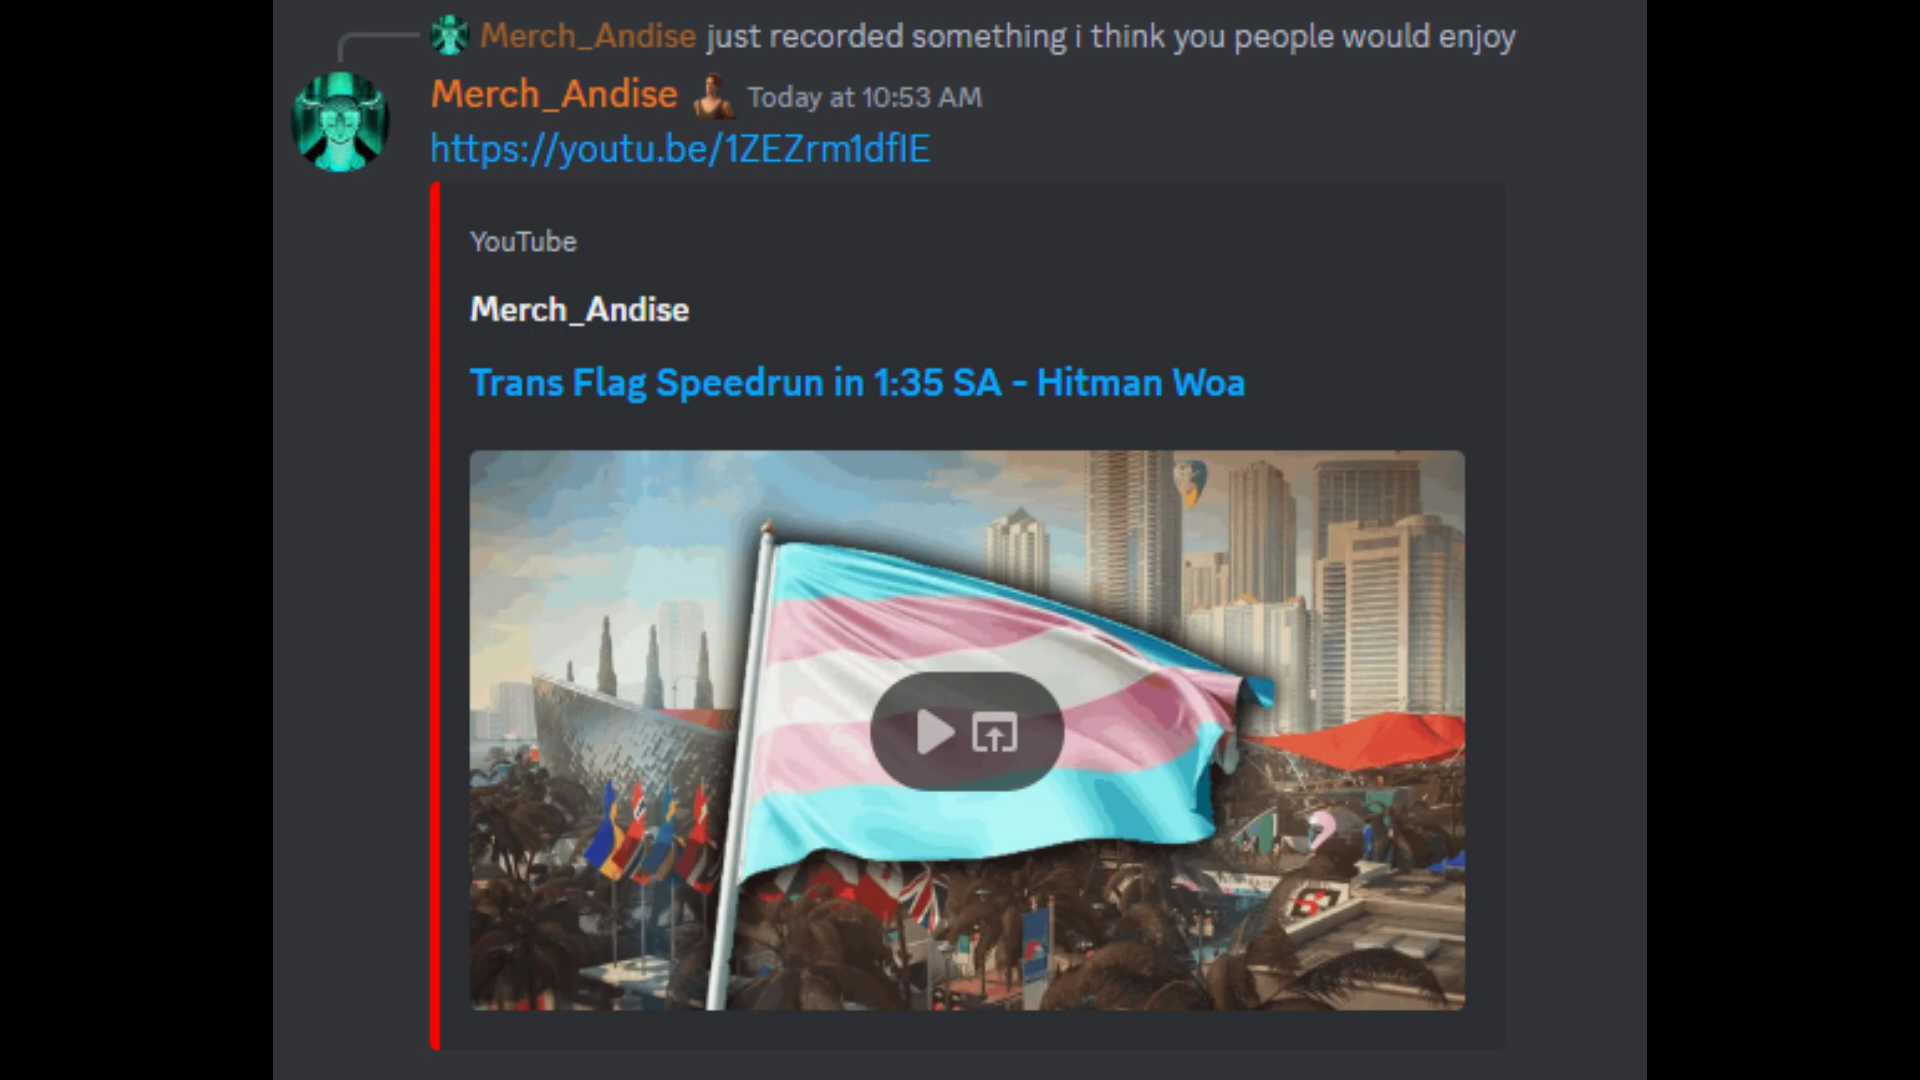 Merch_Andise just recorded something i think you people would enjoy
Merch_Andise Today at 10:53 AM
https://youtu.be/1ZEZrm1dflE
YouTube
Merch_Andise
Trans Flag Speedrun in 1:35 SA - Hitman Woa